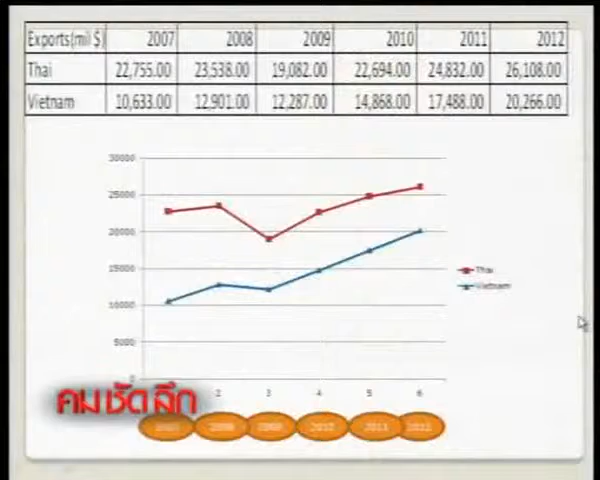 Exports(mil $) 2007 2008 2009 2010 2011 2012
Thai 22,755.00 23,538.00 19,082.00 22,694.00 24,832.00 26,108.00
Vietnam 10,633.00 12,901.00 12,287.00 14,868.00 17,488.00 20,266.00
30000
25000
20000
15000
10000
5000
0
Thai
Vietnam
2 3 4 5 6
คม ชัด ลึก
2007 2008 2009 2010 2011 2012